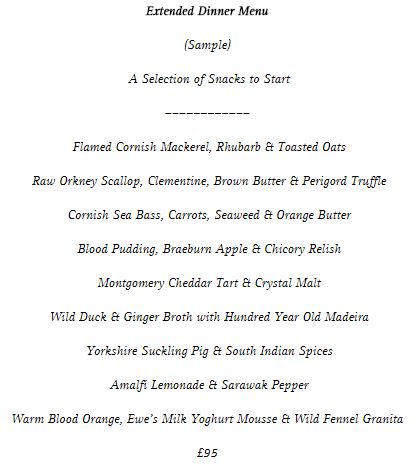 Extended Dinner Menu
(Sample)
A Selection of Snacks to Start
____________
Flamed Cornish Mackerel, Rhubarb & Toasted Oats
Raw Orkney Scallop, Clementine, Brown Butter & Perigord Truffle
Cornish Sea Bass, Carrots, Seaweed & Orange Butter
Blood Pudding, Braeburn Apple & Chicory Relish
Montgomery Cheddar Tart & Crystal Malt
Wild Duck & Ginger Broth with Hundred Year Old Madeira
Yorkshire Suckling Pig & South Indian Spices
Amalfi Lemonade & Sarawak Pepper
Warm Blood Orange, Ewe's Milk Yoghurt Mousse & Wild Fennel Granita
£95